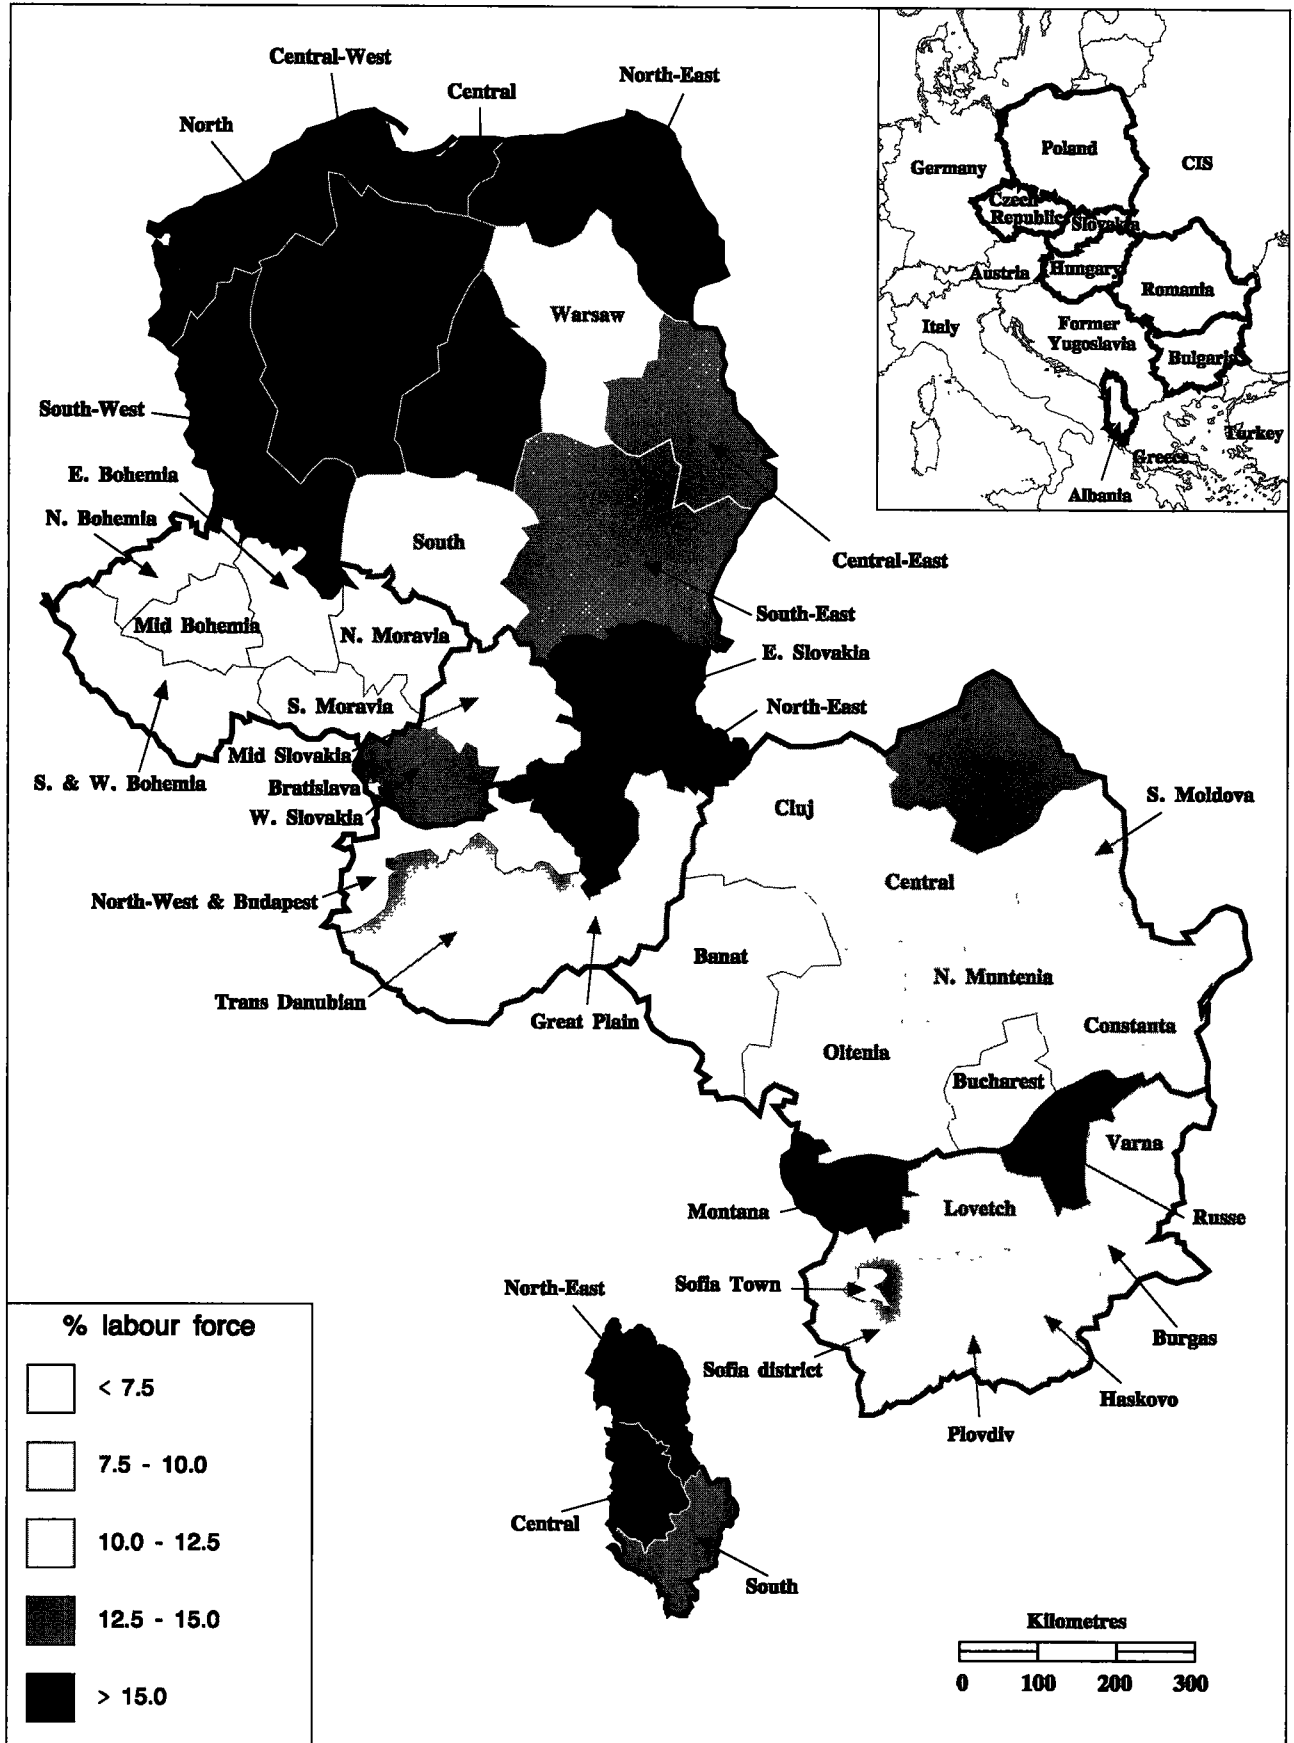 Central-West
North-East
Central
North
Warsaw
South-West
E. Bohemia
N. Bohemia
South
Central-East
Mid Bohemia
South-East
N. Moravia
E. Slovakia
S. Moravia
North-East
Mid Slovakia
S. & W. Bohemia
Bratislava
W. Slovakia
Cluj
S. Moldova
Central
North-West & Budapest
Banat
N. Muntenia
Trans Danubian
Great Plain
Constanta
Oltenia
Bucharest
Varna
Montana
Lovetch
Russe
Sofia Town
North-East
Burgas
Sofia district
Haskovo
Plovdiv
Central
South
Poland
CIS
Germany
Czech
Republic
Slovakia
Austria
Hungary
Romania
Italy
Former
Yugoslavia
Bulgaria
Turkey
Greece
Albania
% labour force
< 7.5
7.5 - 10.0
10.0 - 12.5
12.5 - 15.0
> 15.0
Kilometres
0 100 200 300